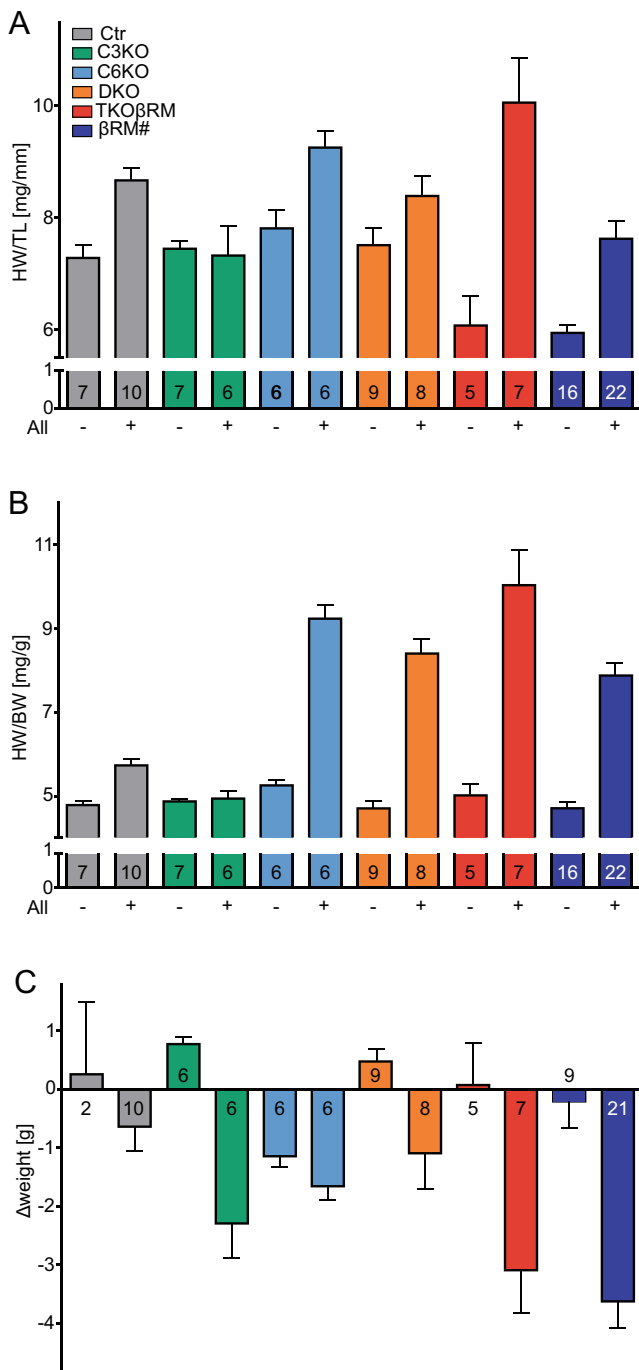 A
Ctr
C3KO
C6KO
DKO
TKOβRM
βRM#
HW/TL [mg/mm]
10
8
6
1
0
7 10 7 6 6 6 9 8 5 7 16 22
All - + - + - + - + - + - +
B
HW/BW [mg/g]
11
9
7
5
1
0
7 10 7 6 6 6 9 8 5 7 16 22
All - + - + - + - + - + - +
C
Δweight [g]
1
0
-1
-2
-3
-4
2 10 6 6 6 6 9 8 5 7 9 21